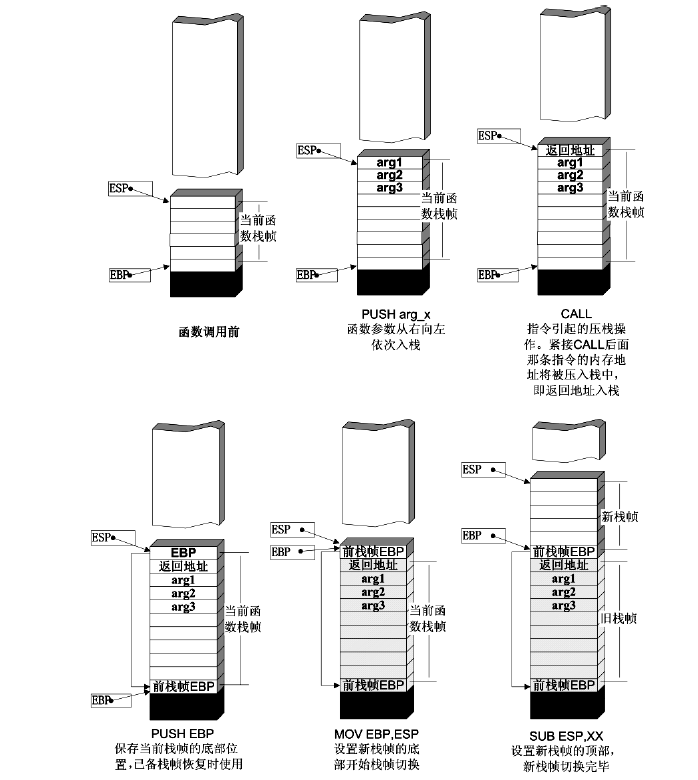 ESP
当前函
数栈帧
EBP
函数调用前
ESP
arg1
arg2
arg3
当前函
数栈帧
EBP
PUSH arg_x
函数参数从右向左
依次入栈
ESP
返回地址
arg1
arg2
arg3
当前函
数栈帧
EBP
CALL
指令引起的压栈操
作。紧接CALL后面
那条指令的内存地
址将被压入栈中，
即返回地址入栈
ESP
EBP
返回地址
arg1
arg2
arg3
当前函
数栈帧
前栈帧EBP
EBP
PUSH EBP
保存当前栈帧的底部位
置，己备栈帧恢复时使用
ESP
EBP
前栈帧EBP
返回地址
arg1
arg2
arg3
当前函
数栈帧
前栈帧EBP
MOV EBP,ESP
设置新栈帧的底
部开始栈帧切换
ESP
新栈帧
EBP
前栈帧EBP
返回地址
arg1
arg2
arg3
旧栈帧
前栈帧EBP
SUB ESP,XX
设置新栈帧的顶部，
新栈帧切换完毕